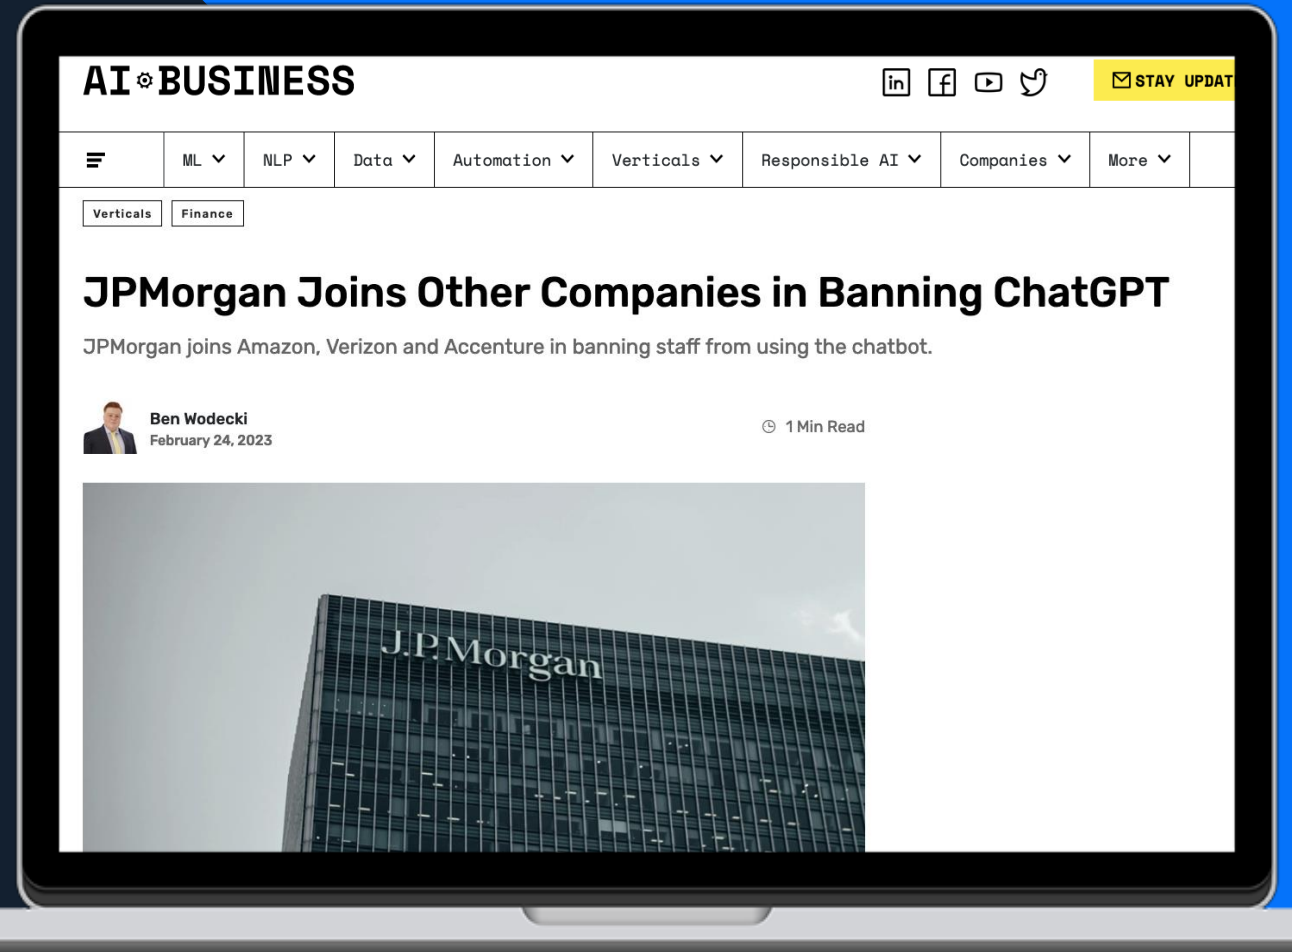 AI BUSINESS
STAY UPDAT
ML
NLP
Data
Automation
Verticals
Responsible AI
Companies
More
Verticals
Finance
JPMorgan Joins Other Companies in Banning ChatGPT
JPMorgan joins Amazon, Verizon and Accenture in banning staff from using the chatbot.
Ben Wodecki
February 24, 2023
1 Min Read
J.P.Morgan